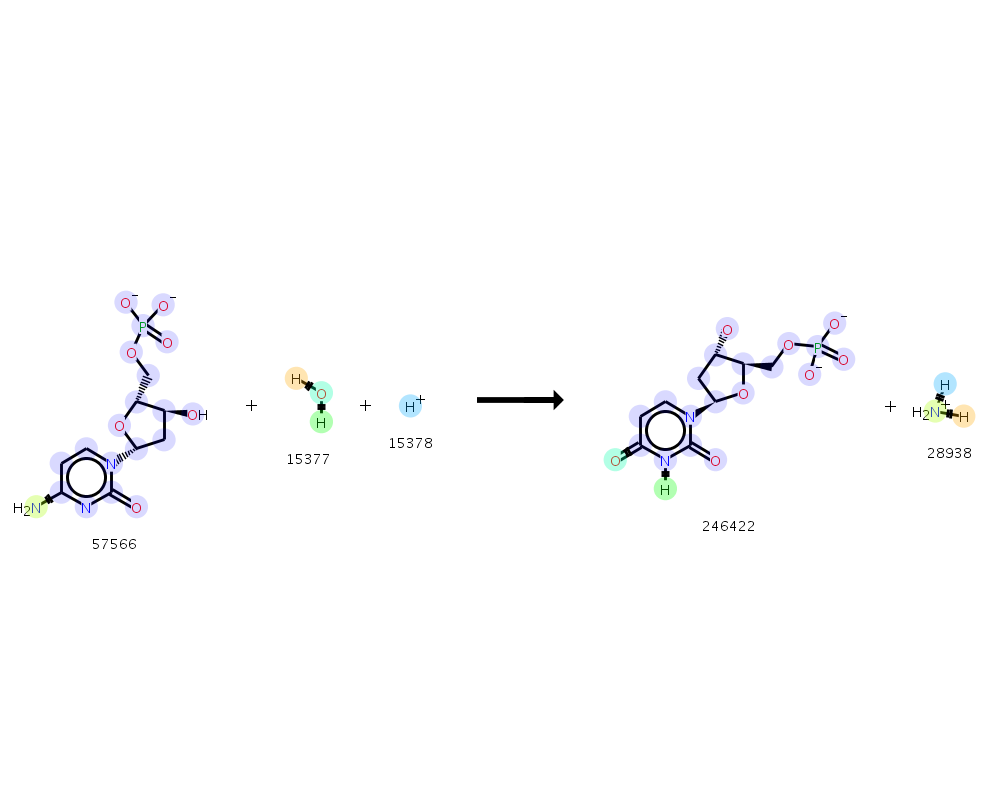 O⁻ O⁻
P O
O
O OH
N
H₂N N O
57566
+
H O
H
15377
+
H⁺
15378
O
O P O⁻
O⁻ O
O
N
O N O
H
246422
+
H
H₂N⁺ H
28938